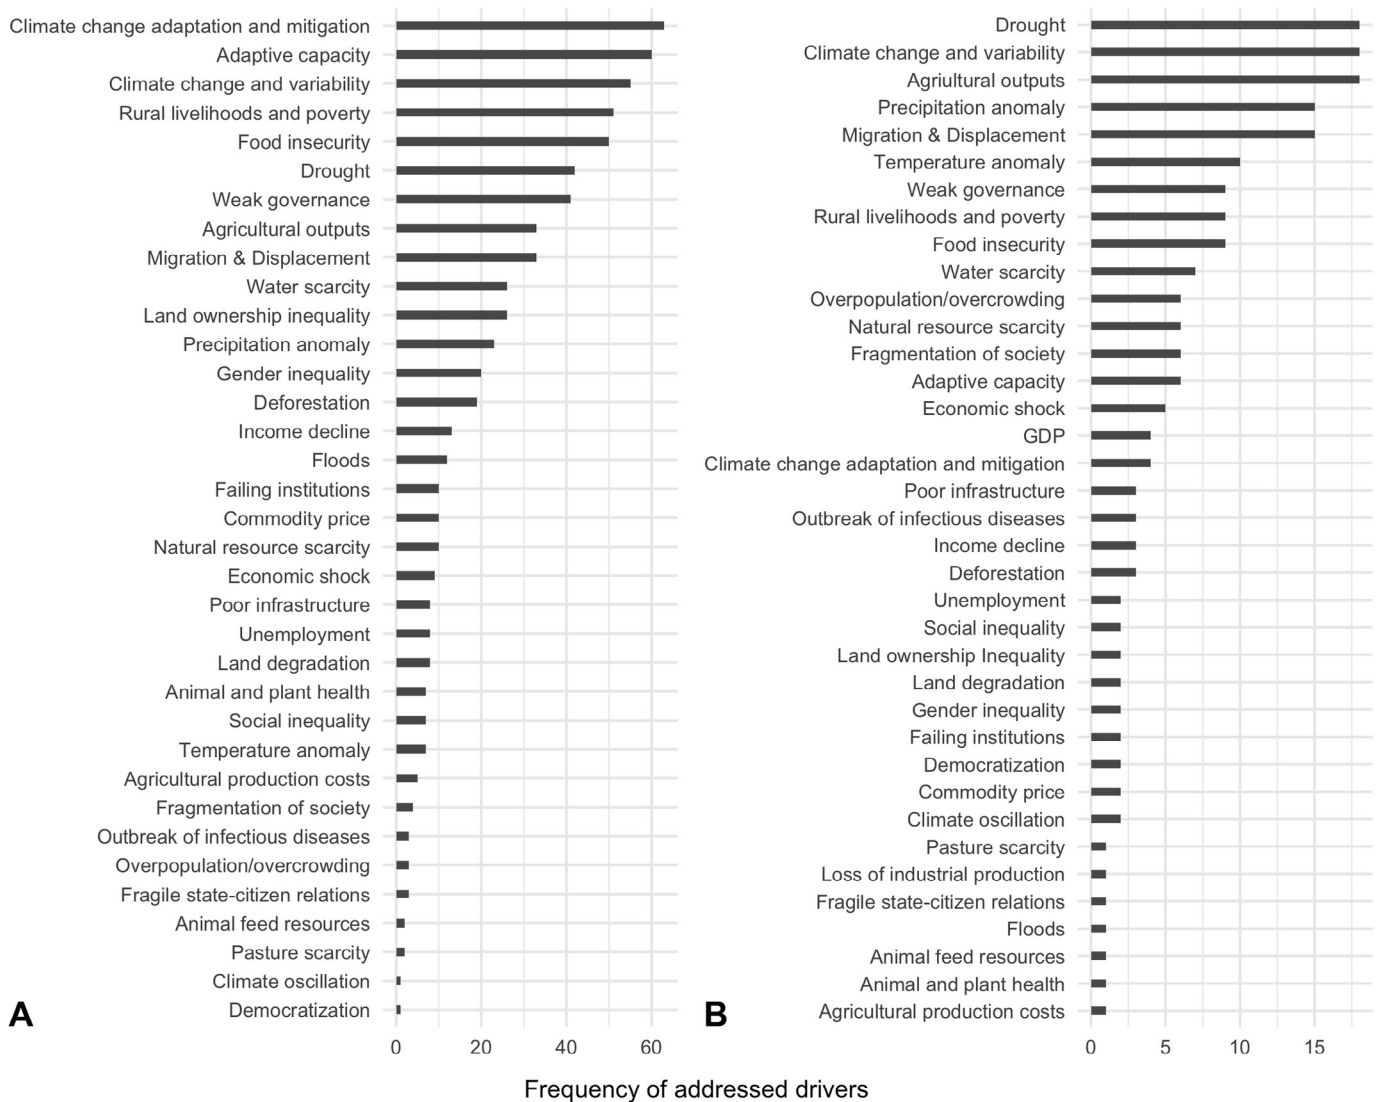 Climate change adaptation and mitigation
Adaptive capacity
Climate change and variability
Rural livelihoods and poverty
Food insecurity
Drought
Weak governance
Agricultural outputs
Migration & Displacement
Water scarcity
Land ownership inequality
Precipitation anomaly
Gender inequality
Deforestation
Income decline
Floods
Failing institutions
Commodity price
Natural resource scarcity
Economic shock
Poor infrastructure
Unemployment
Land degradation
Animal and plant health
Social inequality
Temperature anomaly
Agricultural production costs
Fragmentation of society
Outbreak of infectious diseases
Overpopulation/overcrowding
Fragile state-citizen relations
Animal feed resources
Pasture scarcity
Climate oscillation
Democratization
A
0 20 40 60
Drought
Climate change and variability
Agriultural outputs
Precipitation anomaly
Migration & Displacement
Temperature anomaly
Weak governance
Rural livelihoods and poverty
Food insecurity
Water scarcity
Overpopulation/overcrowding
Natural resource scarcity
Fragmentation of society
Adaptive capacity
Economic shock
GDP
Climate change adaptation and mitigation
Poor infrastructure
Outbreak of infectious diseases
Income decline
Deforestation
Unemployment
Social inequality
Land ownership Inequality
Land degradation
Gender inequality
Failing institutions
Democratization
Commodity price
Climate oscillation
Pasture scarcity
Loss of industrial production
Fragile state-citizen relations
Floods
Animal feed resources
Animal and plant health
Agricultural production costs
B
0 5 10 15
Frequency of addressed drivers